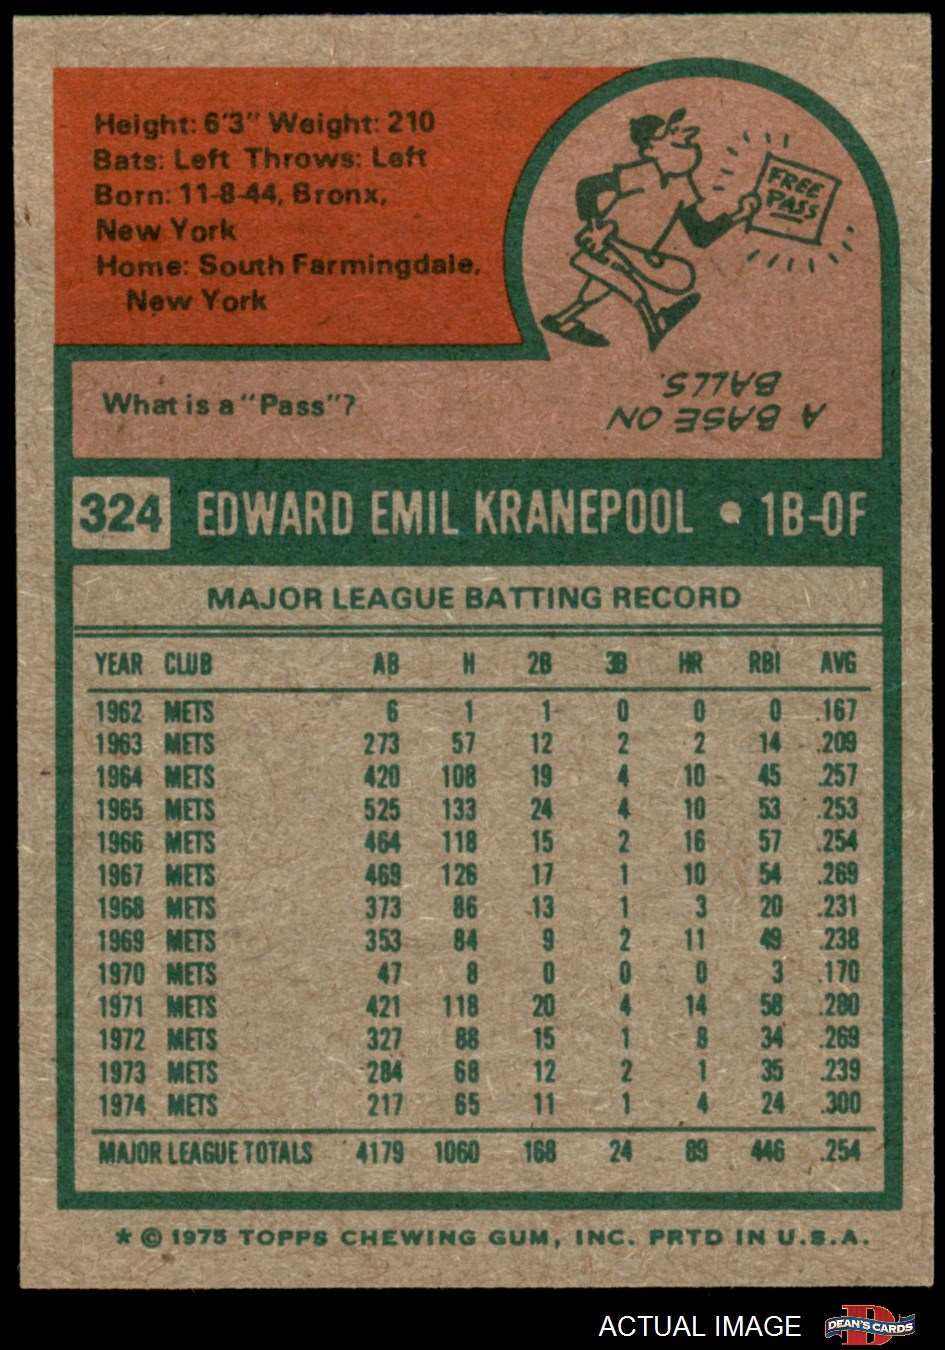 Height: 6'3" Weight: 210
Bats: Left Throws: Left
Born: 11-8-44, Bronx,
New York
Home: South Farmingdale,
New York
FREE
PASS
What is a "Pass"?
A BASE ON
BALLS.
324 EDWARD EMIL KRANEPOOL • 1B-OF
MAJOR LEAGUE BATTING RECORD
YEAR CLUB AB H 2B 3B HR RBI AVG
1962 METS 6 1 1 0 0 0 .167
1963 METS 273 57 12 2 2 14 .209
1964 METS 420 108 19 4 10 45 .257
1965 METS 525 133 24 4 10 53 .253
1966 METS 464 118 15 2 16 57 .254
1967 METS 469 126 17 1 10 54 .269
1968 METS 373 86 13 1 3 20 .231
1969 METS 353 84 9 2 11 49 .238
1970 METS 47 8 0 0 0 3 .170
1971 METS 421 118 20 4 14 58 .280
1972 METS 327 88 15 1 8 34 .269
1973 METS 284 68 12 2 1 35 .239
1974 METS 217 65 11 1 4 24 .300
MAJOR LEAGUE TOTALS 4179 1060 168 24 89 446 .254
* © 1975 TOPPS CHEWING GUM, INC. PRTD IN U.S.A.
ACTUAL IMAGE
DEAN'S CARDS